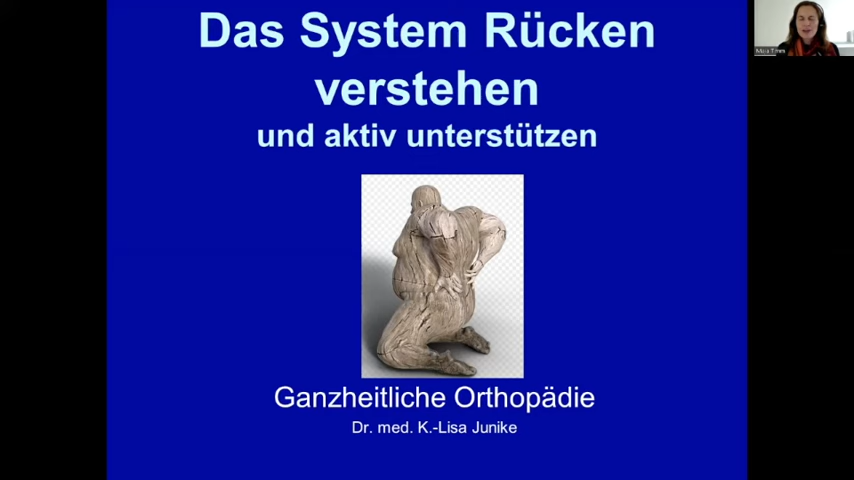 Das System Rücken
verstehen
und aktiv unterstützen
Ganzheitliche Orthopädie
Dr. med. K.-Lisa Junike